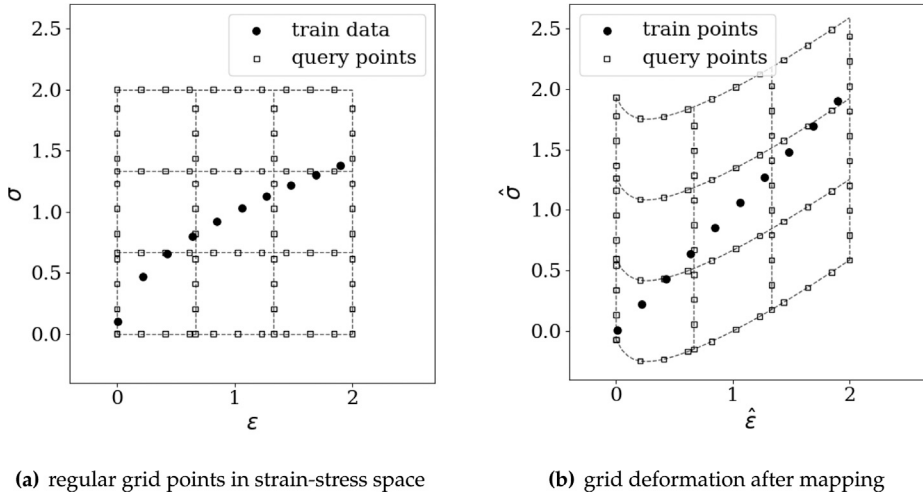 2.5
2.0
1.5
1.0
0.5
0.0
0
1
2
σ
ε
train data
query points
2.5
2.0
1.5
1.0
0.5
0.0
0
1
2
σ̂
ε̂
train points
query points
(a) regular grid points in strain-stress space
(b) grid deformation after mapping